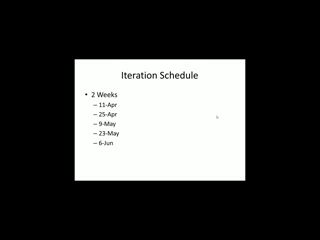 Iteration Schedule
• 2 Weeks
– 11-Apr
– 25-Apr
– 9-May
– 23-May
– 6-Jun